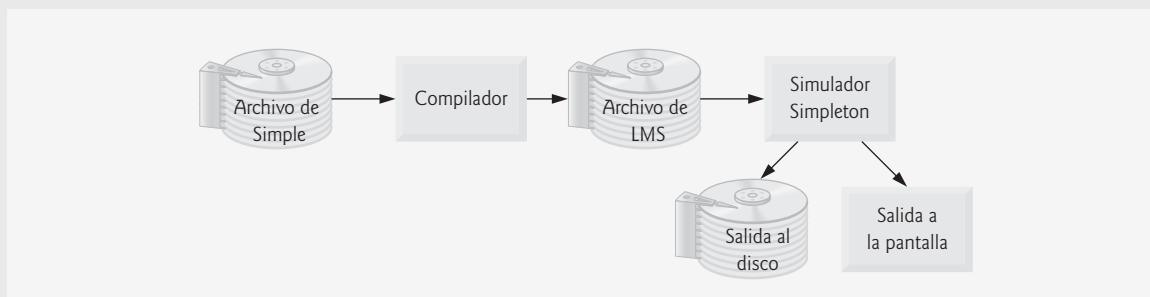 Archivo de
Simple
Compilador
Archivo de
LMS
Simulador
Simpleton
Salida al
disco
Salida a
la pantalla